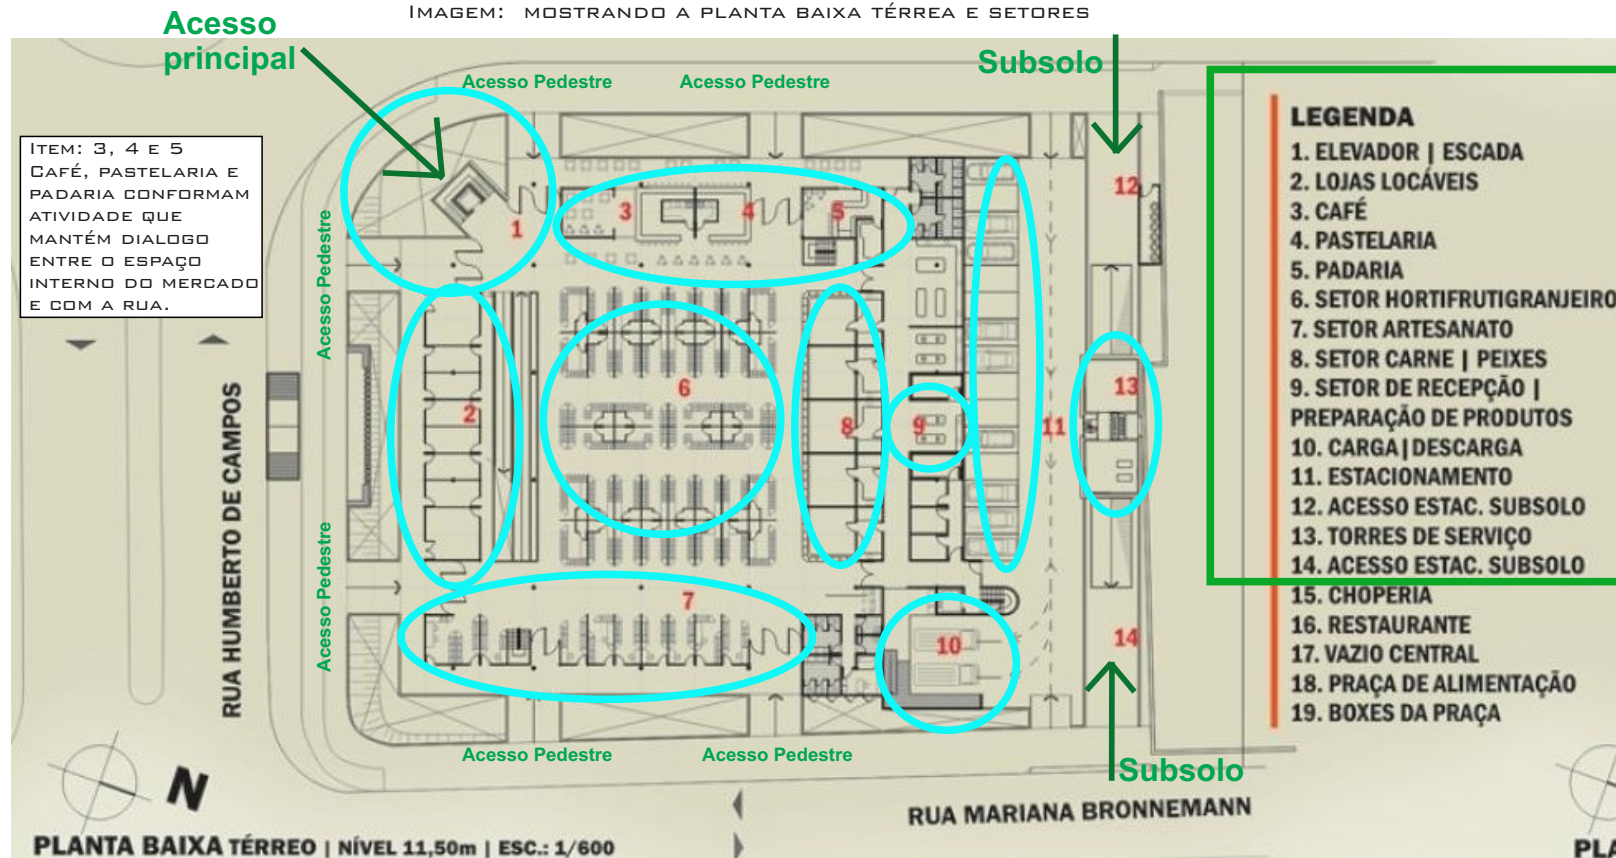 IMAGEM: MOSTRANDO A PLANTA BAIXA TÉRREA E SETORES
Acesso
principal
Subsolo
Acesso Pedestre
Acesso Pedestre
ITEM: 3, 4 E 5
CAFÉ, PASTELARIA E
PADARIA CONFORMAM
ATIVIDADE QUE
MANTÉM DIALOGO
ENTRE O ESPAÇO
INTERNO DO MERCADO
E COM A RUA.
Acesso Pedestre
Acesso Pedestre
RUA HUMBERTO DE CAMPOS
1
2
3
4
5
6
7
8
9
10
11
12
13
14
LEGENDA
1. ELEVADOR | ESCADA
2. LOJAS LOCÁVEIS
3. CAFÉ
4. PASTELARIA
5. PADARIA
6. SETOR HORTIFRUTIGRANJEIRO
7. SETOR ARTESANATO
8. SETOR CARNE | PEIXES
9. SETOR DE RECEPÇÃO |
PREPARAÇÃO DE PRODUTOS
10. CARGA|DESCARGA
11. ESTACIONAMENTO
12. ACESSO ESTAC. SUBSOLO
13. TORRES DE SERVIÇO
14. ACESSO ESTAC. SUBSOLO
15. CHOPERIA
16. RESTAURANTE
17. VAZIO CENTRAL
18. PRAÇA DE ALIMENTAÇÃO
19. BOXES DA PRAÇA
Acesso Pedestre
Acesso Pedestre
Subsolo
N
RUA MARIANA BRONNEMANN
PLANTA BAIXA TÉRREO | NÍVEL 11,50m | ESC.: 1/600
PLA